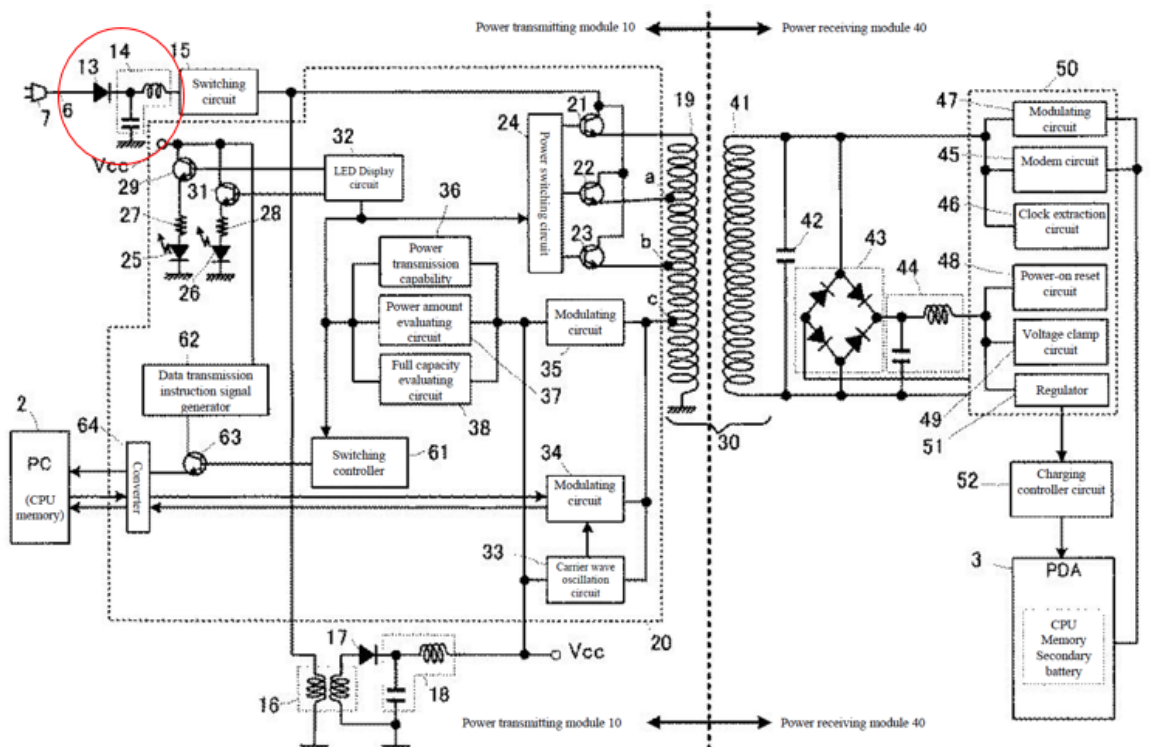 Power transmitting module 10
Power receiving module 40
14
15
13
Switching
circuit
7
6
Vcc
21
19
41
50
47
Modulating
circuit
24
Power switching circuit
32
LED Display
circuit
29
31
22
a
45
Modem circuit
27
28
36
23
b
42
43
46
Clock extraction
circuit
25
26
Power
transmission
capability
44
48
Power-on reset
circuit
c
Power amount
evaluating circuit
Modulating
circuit
35
62
37
Voltage clamp
circuit
Data transmission
instruction signal
generator
Full capacity
evaluating
circuit
38
49
Regulator
51
30
2
64
63
Switching
controller
61
34
PC
(CPU
memory)
Converter
Modulating
circuit
52
Charging
controller circuit
33
Carrier wave
oscillation
circuit
3
PDA
CPU
Memory
Secondary
battery
20
17
Vcc
16
18
Power transmitting module 10
Power receiving module 40